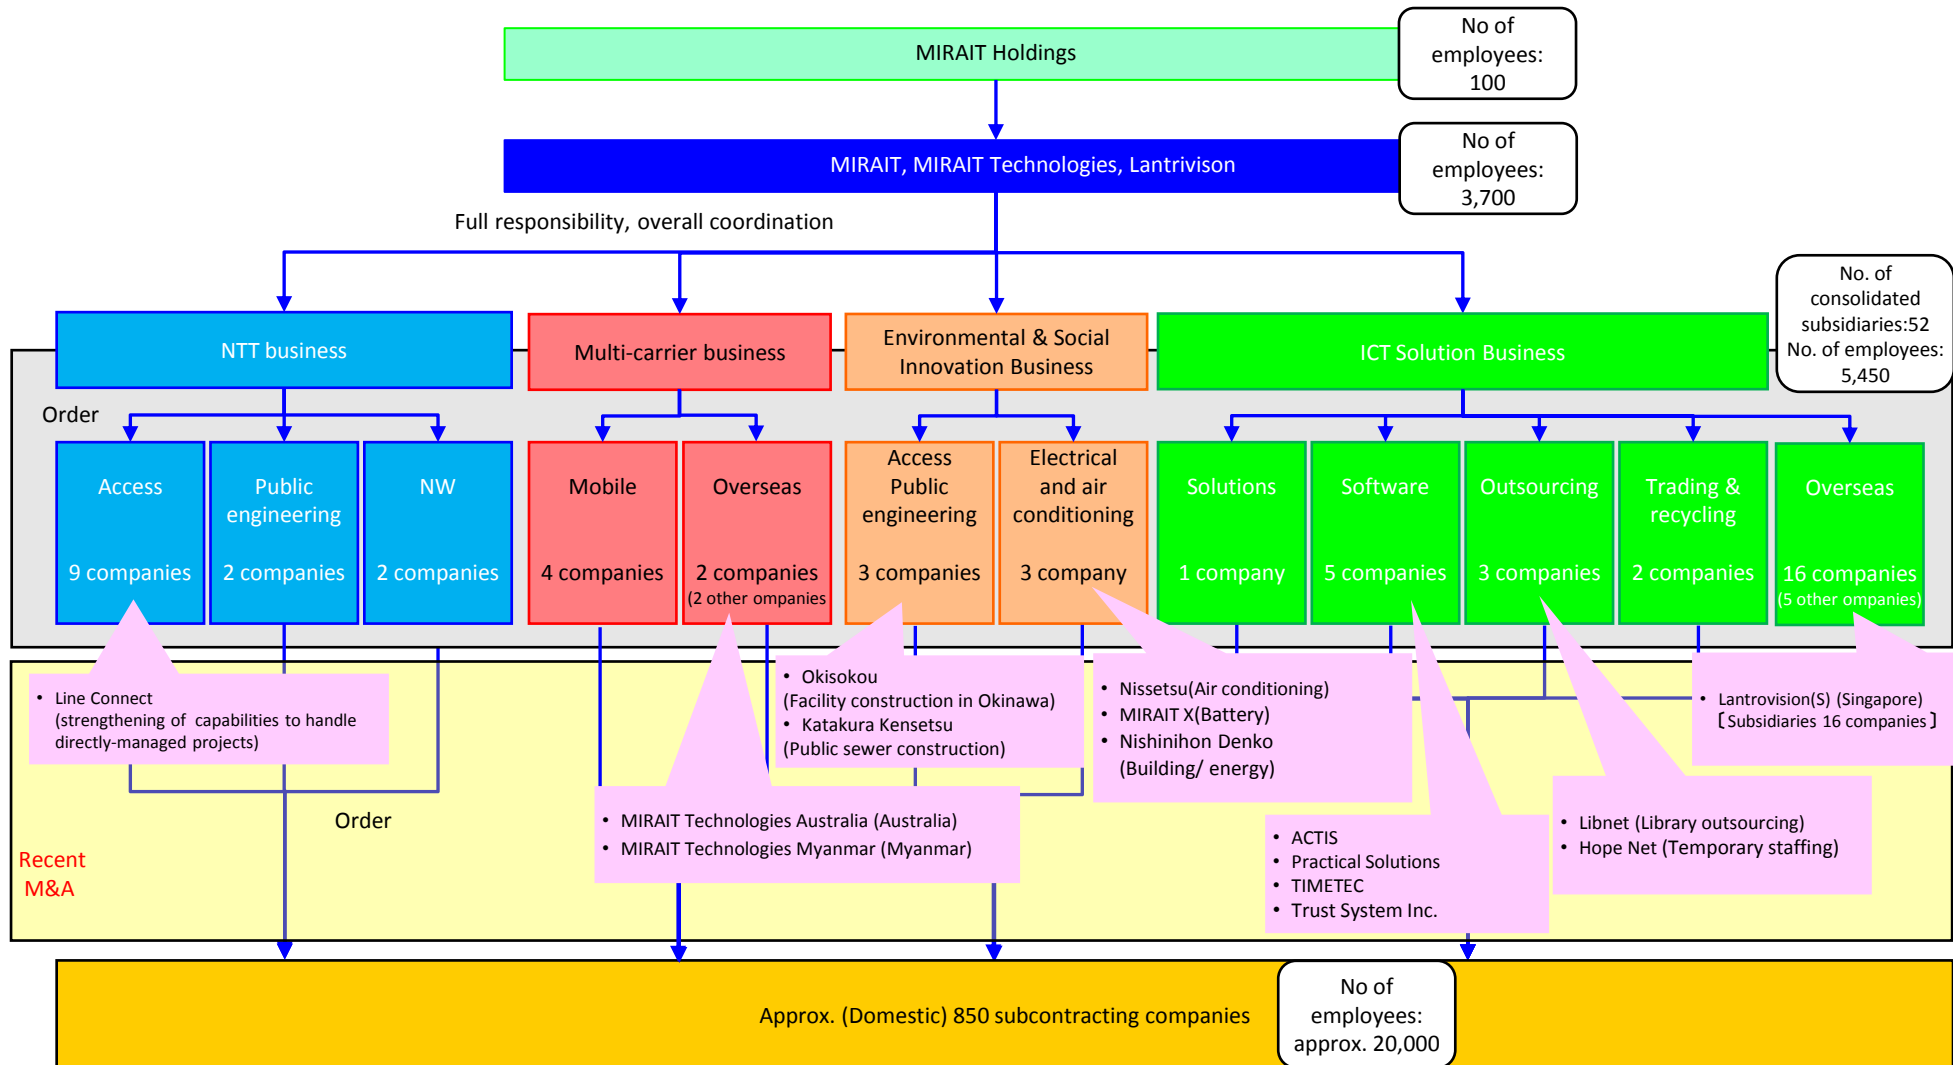 MIRAIT Holdings
No of
employees:
100
MIRAIT, MIRAIT Technologies, Lantrivison
No of
employees:
3,700
Full responsibility, overall coordination
No. of
consolidated
subsidiaries:52
No. of employees:
5,450
NTT business
Multi-carrier business
Environmental & Social
Innovation Business
ICT Solution Business
Order
Access
9 companies
Public
engineering
2 companies
NW
2 companies
Mobile
4 companies
Overseas
2 companies
(2 other ompanies
Access
Public
engineering
3 companies
Electrical
and air
conditioning
3 company
Solutions
1 company
Software
5 companies
Outsourcing
3 companies
Trading &
recycling
2 companies
Overseas
16 companies
(5 other ompanies)
• Line Connect
(strengthening of capabilities to handle
directly-managed projects)
• Okisokou
(Facility construction in Okinawa)
• Katakura Kensetsu
(Public sewer construction)
• Nissetsu(Air conditioning)
• MIRAIT X(Battery)
• Nishinihon Denko
(Building/ energy)
• Lantrovision(S) (Singapore)
〔Subsidiaries 16 companies〕
Order
• MIRAIT Technologies Australia (Australia)
• MIRAIT Technologies Myanmar (Myanmar)
• ACTIS
• Practical Solutions
• TIMETEC
• Trust System Inc.
• Libnet (Library outsourcing)
• Hope Net (Temporary staffing)
Recent
M&A
Approx. (Domestic) 850 subcontracting companies
No of
employees:
approx. 20,000